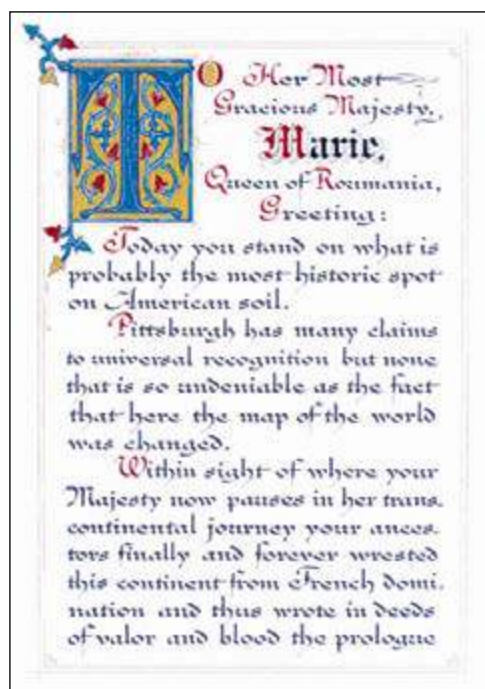 TO Her Most
Gracious Majesty,
Marie,
Queen of Roumania,
Greeting:
Today you stand on what is
probably the most historic spot
on American soil.
Pittsburgh has many claims
to universal recognition but none
that is so undeniable as the fact
that here the map of the world
was changed.
Within sight of where your
Majesty now pauses in her trans-
continental journey your ances-
tors finally and forever wrested
this continent from French domi-
nation and thus wrote in deeds
of valor and blood the prologue